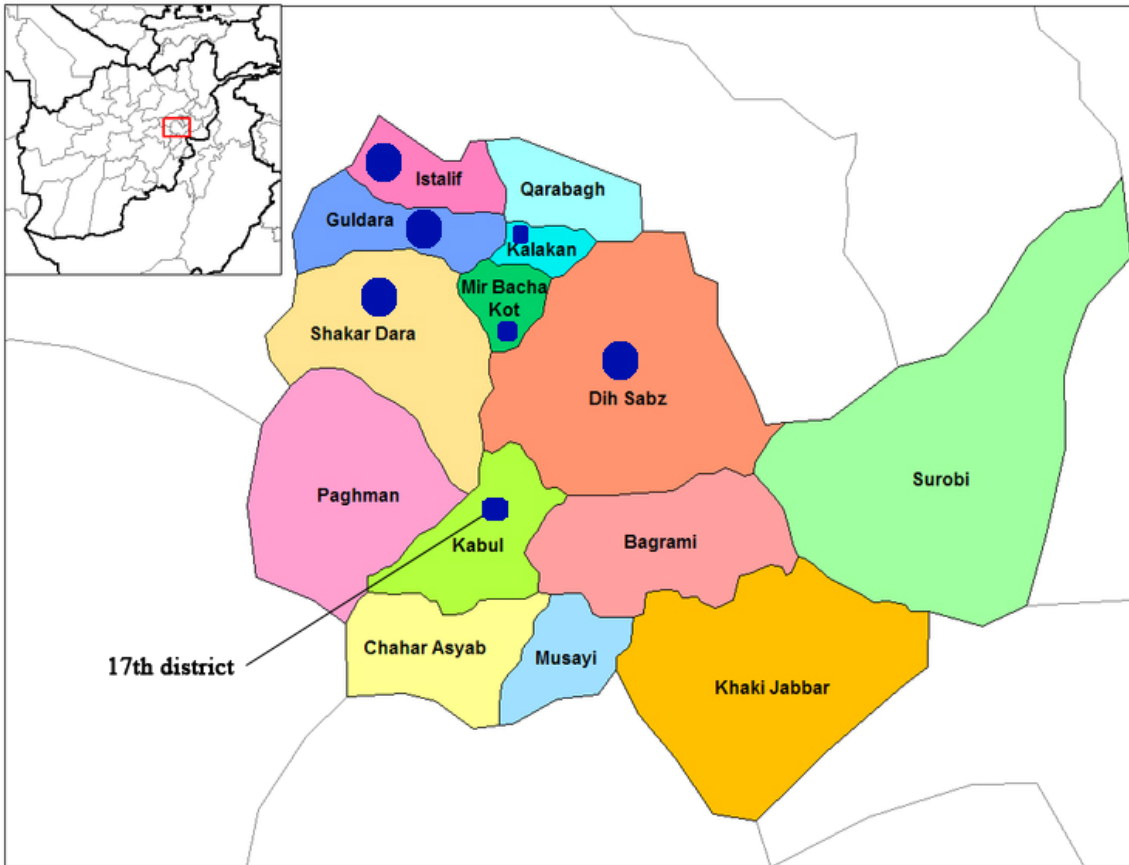 Istalif
Qarabagh
Guldara
Kalakan
Mir Bacha
Kot
Shakar Dara
Dih Sabz
Surobi
Paghman
Kabul
Bagrami
Chahar Asyab
Musayi
17th district
Khaki Jabbar